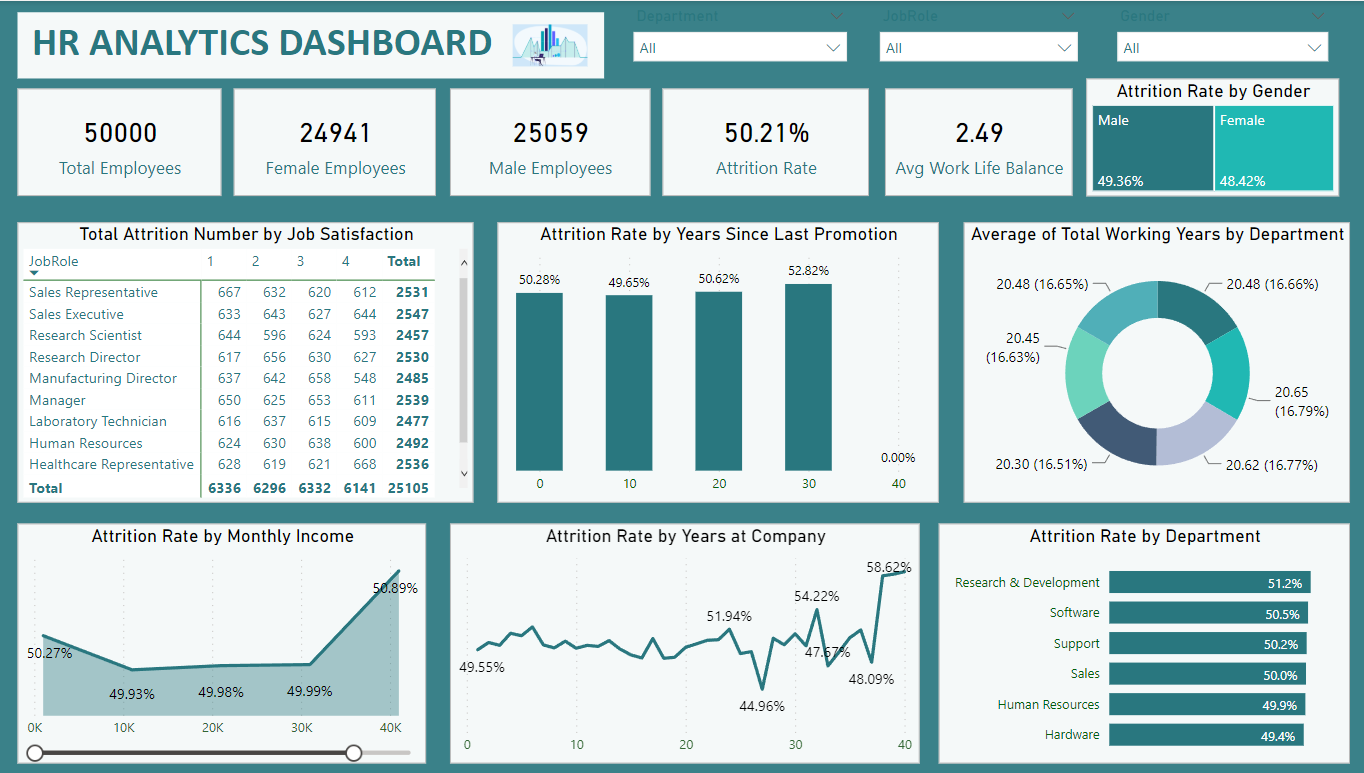 HR ANALYTICS DASHBOARD
Department
JobRole
Gender
All
All
All
50000
Total Employees
24941
Female Employees
25059
Male Employees
50.21%
Attrition Rate
2.49
Avg Work Life Balance
Attrition Rate by Gender
Male
Female
49.36%
48.42%
Total Attrition Number by Job Satisfaction
JobRole 1 2 3 4 Total
Sales Representative 667 632 620 612 2531
Sales Executive 633 643 627 644 2547
Research Scientist 644 596 624 593 2457
Research Director 617 656 630 627 2530
Manufacturing Director 637 642 658 548 2485
Manager 650 625 653 611 2539
Laboratory Technician 616 637 615 609 2477
Human Resources 624 630 638 600 2492
Healthcare Representative 628 619 621 668 2536
Total 6336 6296 6332 6141 25105
Attrition Rate by Years Since Last Promotion
50.28%
49.65%
50.62%
52.82%
0.00%
0 10 20 30 40
Average of Total Working Years by Department
20.48 (16.65%)
20.48 (16.66%)
20.45
(16.63%)
20.65
(16.79%)
20.30 (16.51%)
20.62 (16.77%)
Attrition Rate by Monthly Income
50.27%
49.93%
49.98%
49.99%
50.89%
0K 10K 20K 30K 40K
Attrition Rate by Years at Company
49.55%
51.94%
44.96%
54.22%
47.67%
48.09%
58.62%
0 10 20 30 40
Attrition Rate by Department
Research & Development 51.2%
Software 50.5%
Support 50.2%
Sales 50.0%
Human Resources 49.9%
Hardware 49.4%